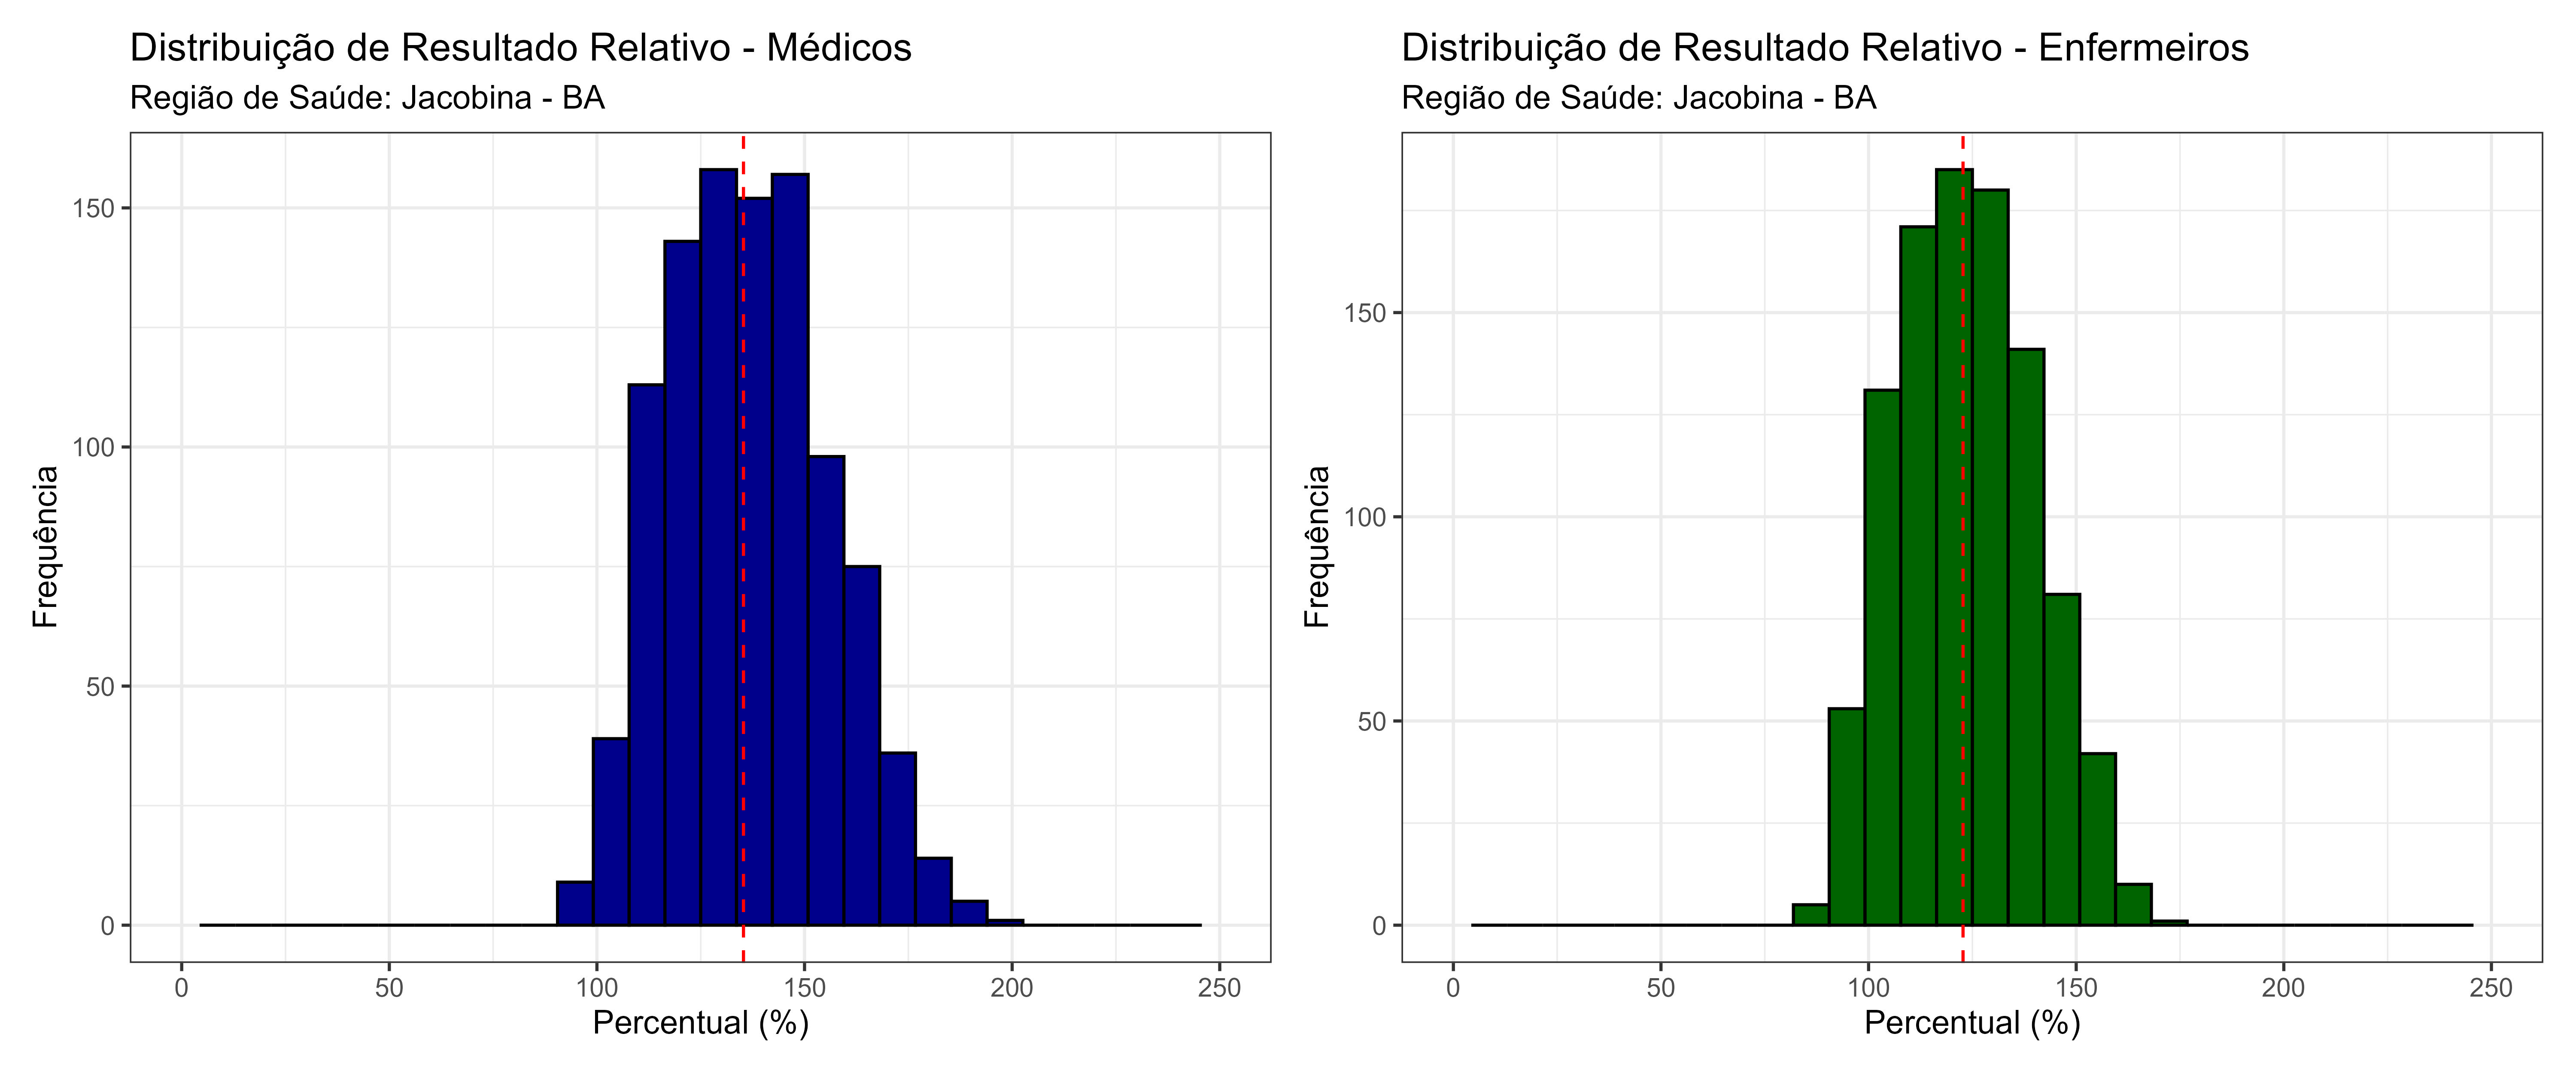 Distribuição de Resultado Relativo - Médicos
Região de Saúde: Jacobina - BA
150
100
50
0
Frequência
0 50 100 150 200 250
Percentual (%)
Distribuição de Resultado Relativo - Enfermeiros
Região de Saúde: Jacobina - BA
150
100
50
0
Frequência
0 50 100 150 200 250
Percentual (%)